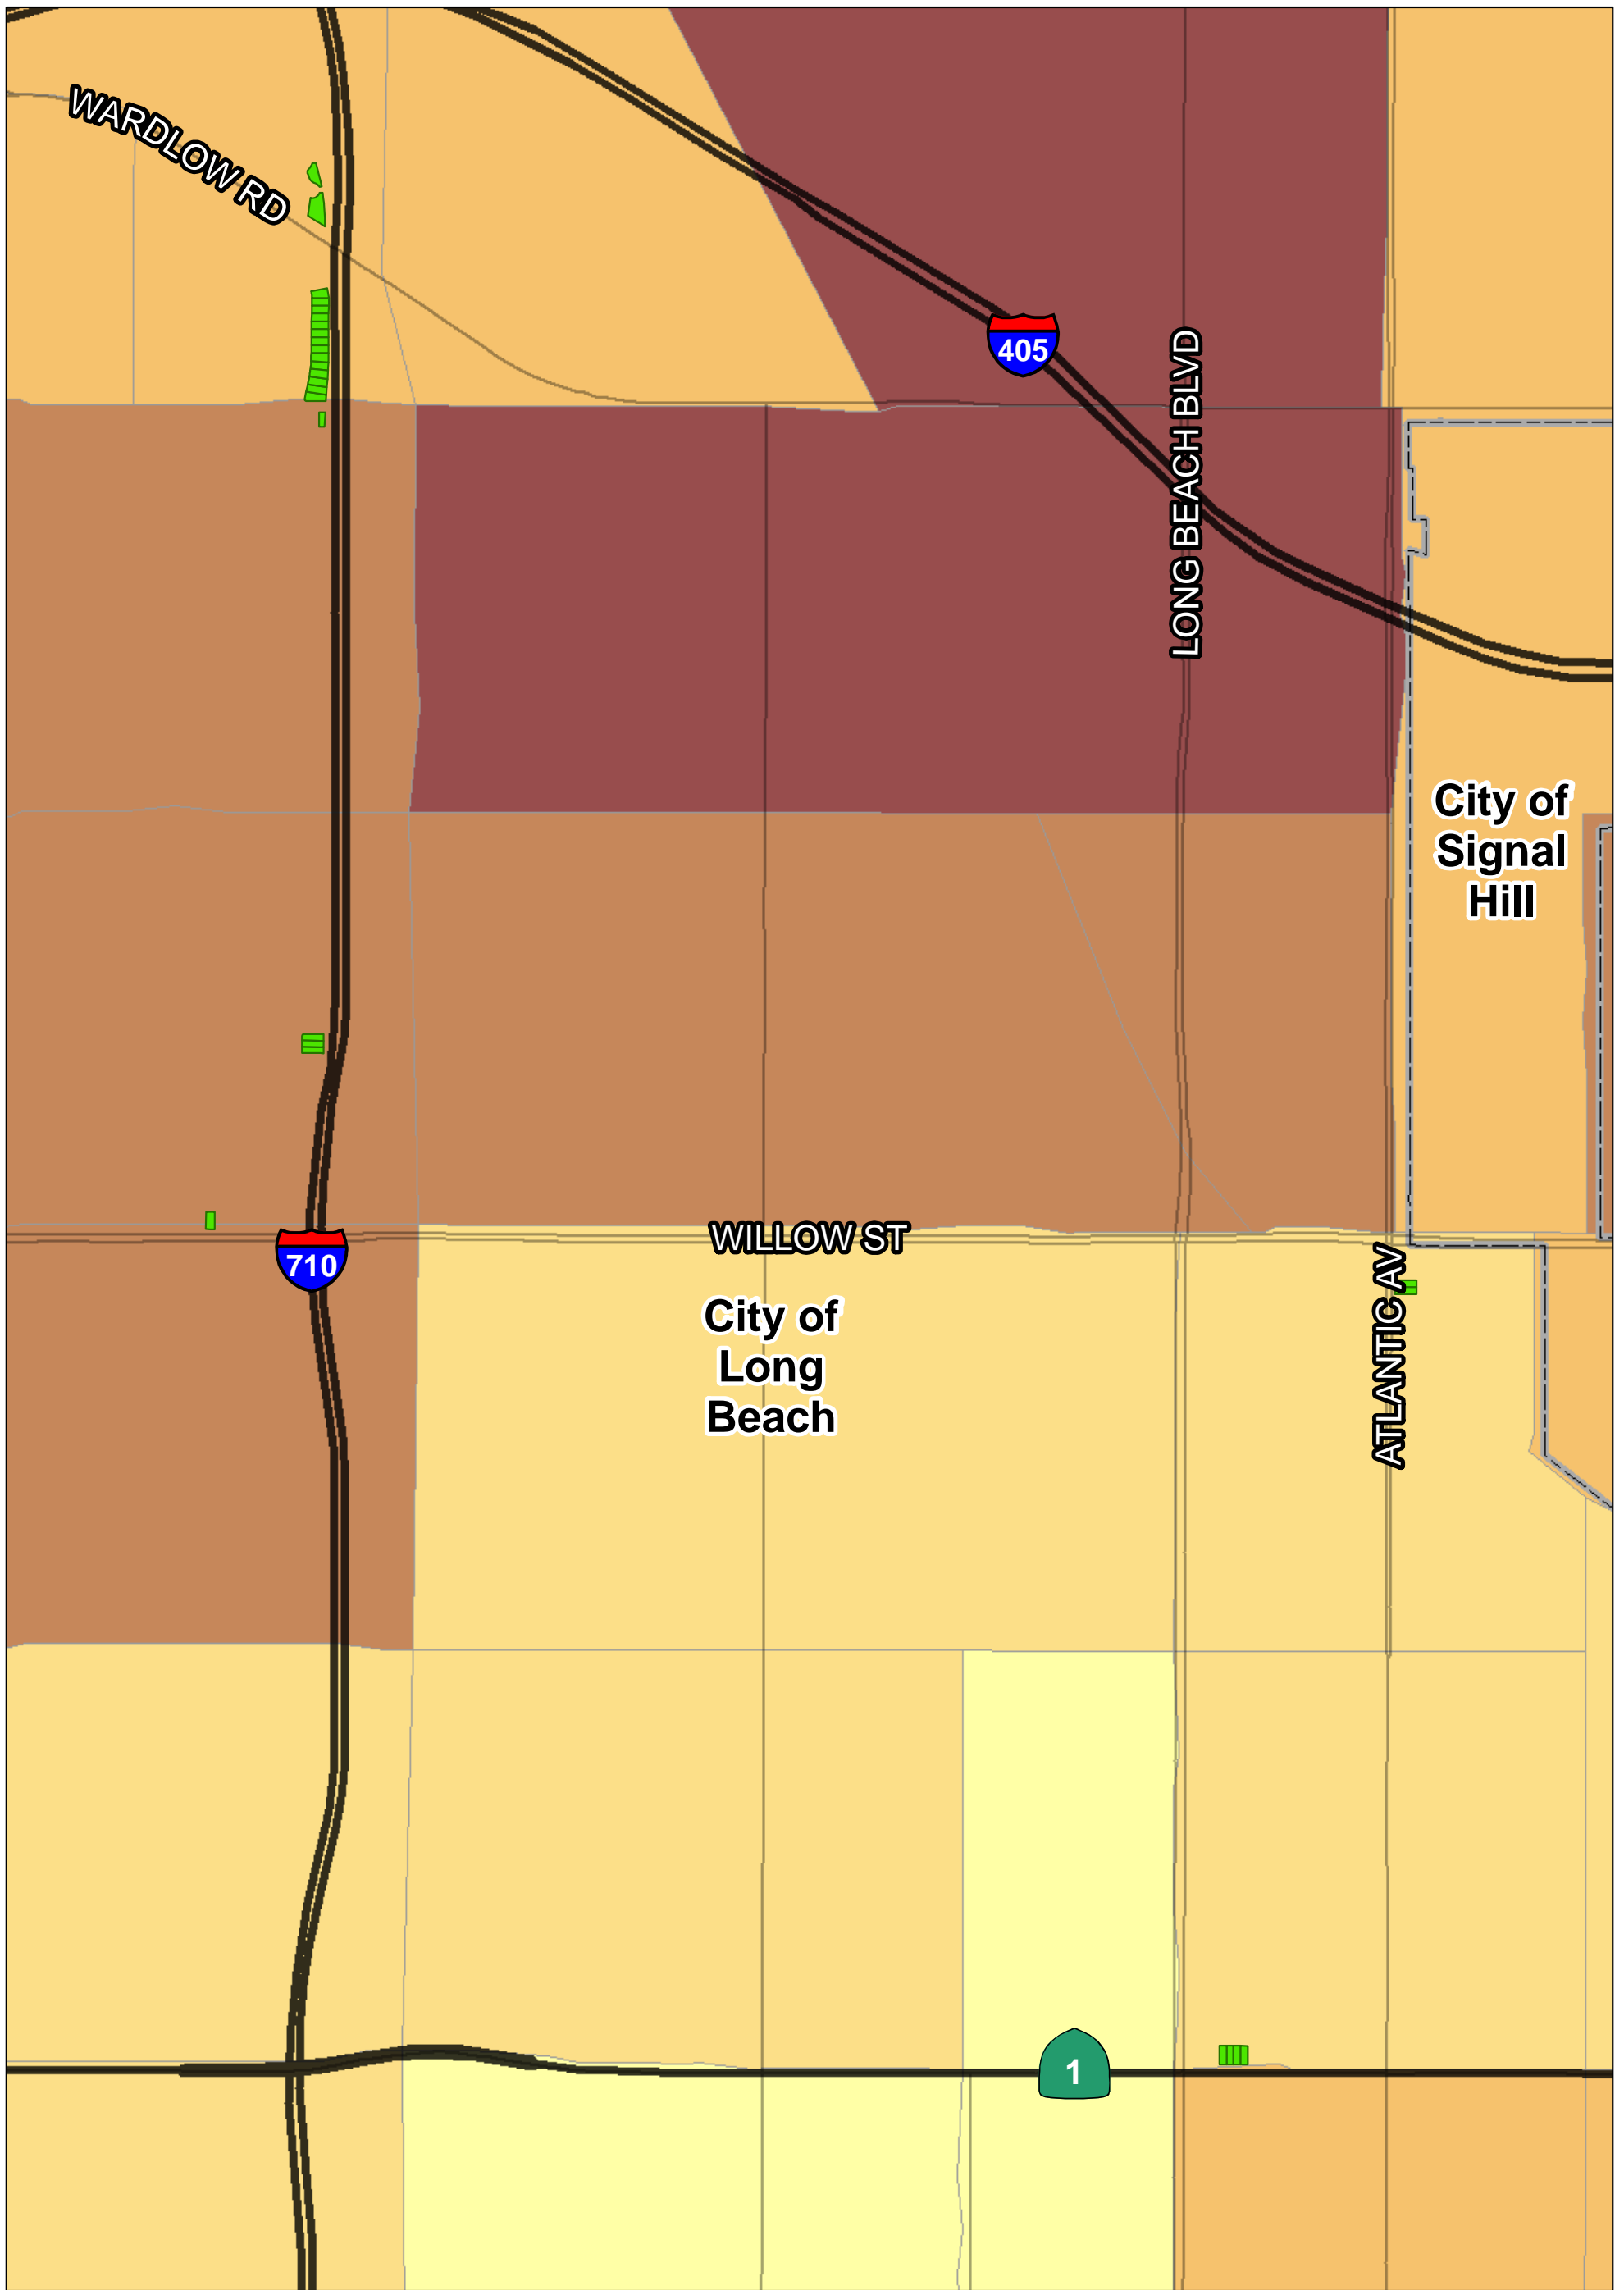 WARDLOW RD
405
LONG BEACH BLVD
City of
Signal
Hill
WILLOW ST
710
City of
Long
Beach
ATLANTIC AV
1